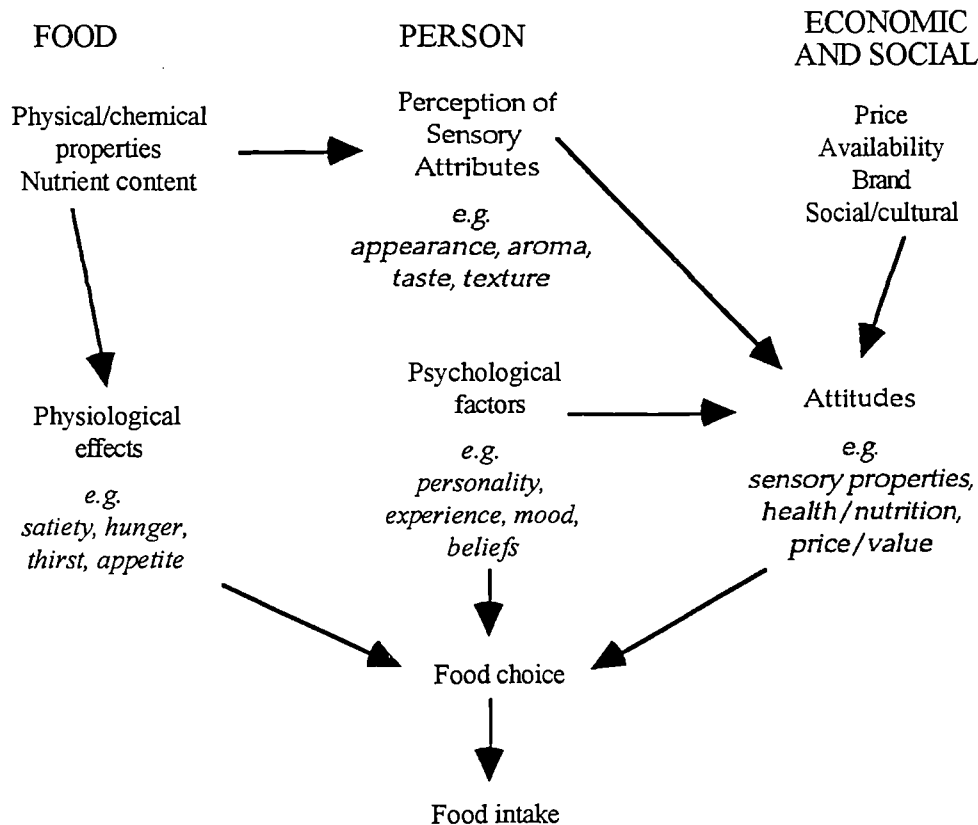 FOOD
PERSON
ECONOMIC
AND SOCIAL
Physical/chemical
properties
Nutrient content
Perception of
Sensory
Attributes
e.g.
appearance, aroma,
taste, texture
Price
Availability
Brand
Social/cultural
Physiological
effects
e.g.
satiety, hunger,
thirst, appetite
Psychological
factors
e.g.
personality,
experience, mood,
beliefs
Attitudes
e.g.
sensory properties,
health/nutrition,
price/value
Food choice
Food intake